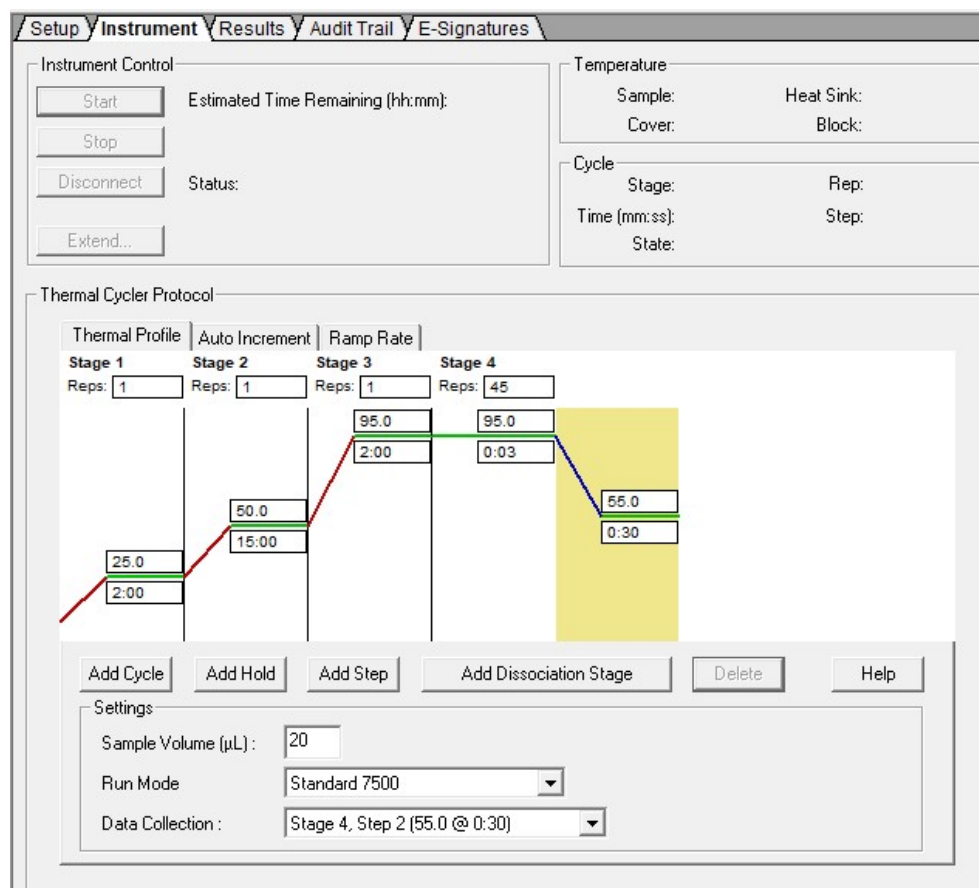 Setup Instrument Results Audit Trail E-Signatures
Instrument Control
Start Estimated Time Remaining (hh:mm):
Stop
Disconnect Status:
Extend...
Temperature
Sample: Heat Sink:
Cover: Block:
Cycle
Stage: Rep:
Time (mm:ss): Step:
State:
Thermal Cycler Protocol
Thermal Profile Auto Increment Ramp Rate
Stage 1 Stage 2 Stage 3 Stage 4
Reps: 1 Reps: 1 Reps: 1 Reps: 45
95.0 95.0
2:00 0:03
50.0 55.0
15:00 0:30
25.0
2:00
Add Cycle Add Hold Add Step Add Dissociation Stage Delete Help
Settings
Sample Volume (µL) : 20
Run Mode Standard 7500
Data Collection : Stage 4, Step 2 (55.0 @ 0:30)